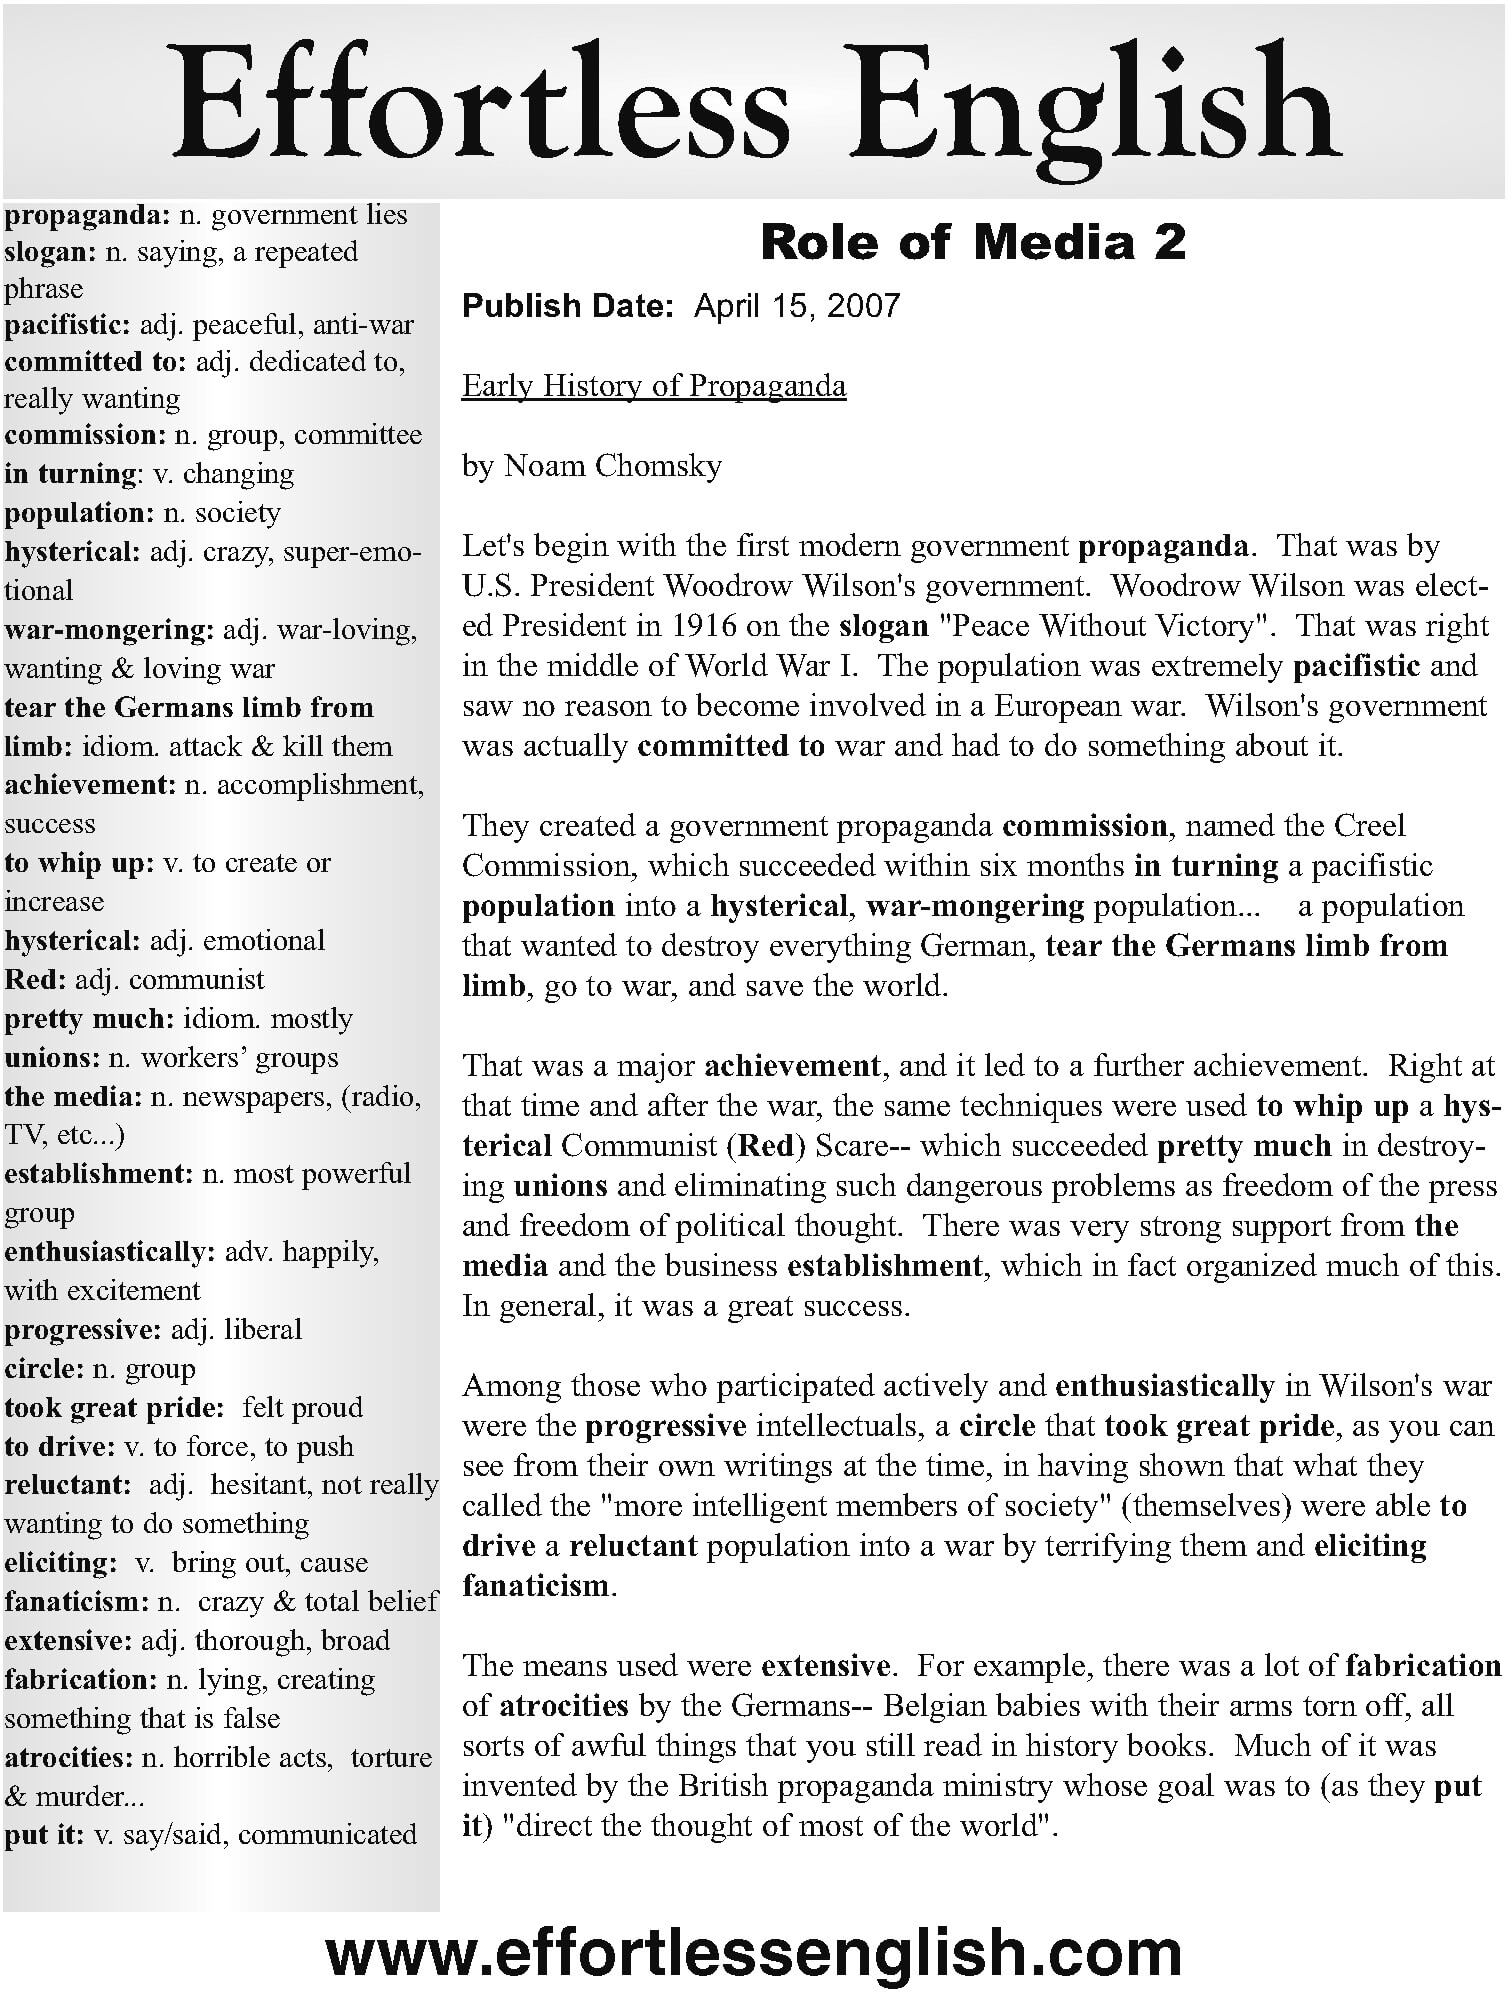 Effortless English
propaganda: n. government lies
slogan: n. saying, a repeated
phrase
pacifistic: adj. peaceful, anti-war
committed to: adj. dedicated to,
really wanting
commission: n. group, committee
in turning: v. changing
population: n. society
hysterical: adj. crazy, super-emo-
tional
war-mongering: adj. war-loving,
wanting & loving war
tear the Germans limb from
limb: idiom. attack & kill them
achievement: n. accomplishment,
success
to whip up: v. to create or
increase
hysterical: adj. emotional
Red: adj. communist
pretty much: idiom. mostly
unions: n. workers’ groups
the media: n. newspapers, (radio,
TV, etc...)
establishment: n. most powerful
group
enthusiastically: adv. happily,
with excitement
progressive: adj. liberal
circle: n. group
took great pride: felt proud
to drive: v. to force, to push
reluctant: adj. hesitant, not really
wanting to do something
eliciting: v. bring out, cause
fanaticism: n. crazy & total belief
extensive: adj. thorough, broad
fabrication: n. lying, creating
something that is false
atrocities: n. horrible acts, torture
& murder...
put it: v. say/said, communicated
Role of Media 2
Publish Date: April 15, 2007
Early History of Propaganda
by Noam Chomsky
Let's begin with the first modern government propaganda. That was by
U.S. President Woodrow Wilson's government. Woodrow Wilson was elect-
ed President in 1916 on the slogan "Peace Without Victory". That was right
in the middle of World War I. The population was extremely pacifistic and
saw no reason to become involved in a European war. Wilson's government
was actually committed to war and had to do something about it.
They created a government propaganda commission, named the Creel
Commission, which succeeded within six months in turning a pacifistic
population into a hysterical, war-mongering population... a population
that wanted to destroy everything German, tear the Germans limb from
limb, go to war, and save the world.
That was a major achievement, and it led to a further achievement. Right at
that time and after the war, the same techniques were used to whip up a hys-
terical Communist (Red) Scare-- which succeeded pretty much in destroy-
ing unions and eliminating such dangerous problems as freedom of the press
and freedom of political thought. There was very strong support from the
media and the business establishment, which in fact organized much of this.
In general, it was a great success.
Among those who participated actively and enthusiastically in Wilson's war
were the progressive intellectuals, a circle that took great pride, as you can
see from their own writings at the time, in having shown that what they
called the "more intelligent members of society" (themselves) were able to
drive a reluctant population into a war by terrifying them and eliciting
fanaticism.
The means used were extensive. For example, there was a lot of fabrication
of atrocities by the Germans-- Belgian babies with their arms torn off, all
sorts of awful things that you still read in history books. Much of it was
invented by the British propaganda ministry whose goal was to (as they put
it) "direct the thought of most of the world".
www.effortlessenglish.com